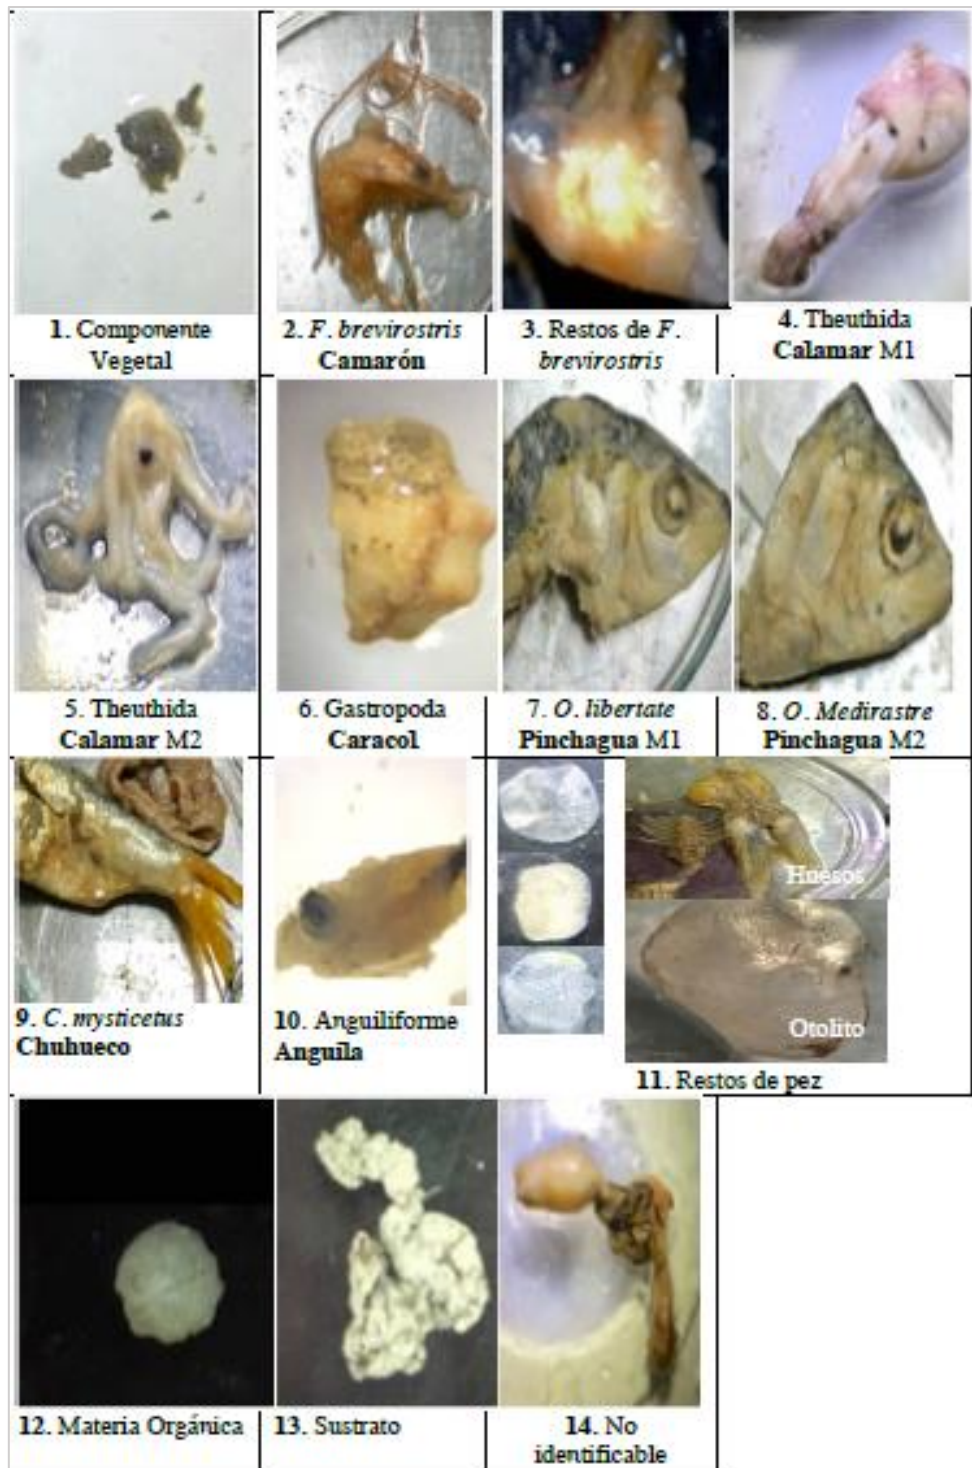 1. Componente
Vegetal
2. F. brevirostris
Camarón
3. Restos de F.
brevirostris
4. Theuthida
Calamar M1
5. Theuthida
Calamar M2
6. Gastropoda
Caracol
7. O. libertate
Pinchagua M1
8. O. Medirastre
Pinchagua M2
9. C. mysticetus
Chuhueco
10. Anguiliforme
Anguila
Huesos
Otolito
11. Restos de pez
12. Materia Orgánica
13. Sustrato
14. No
identificable